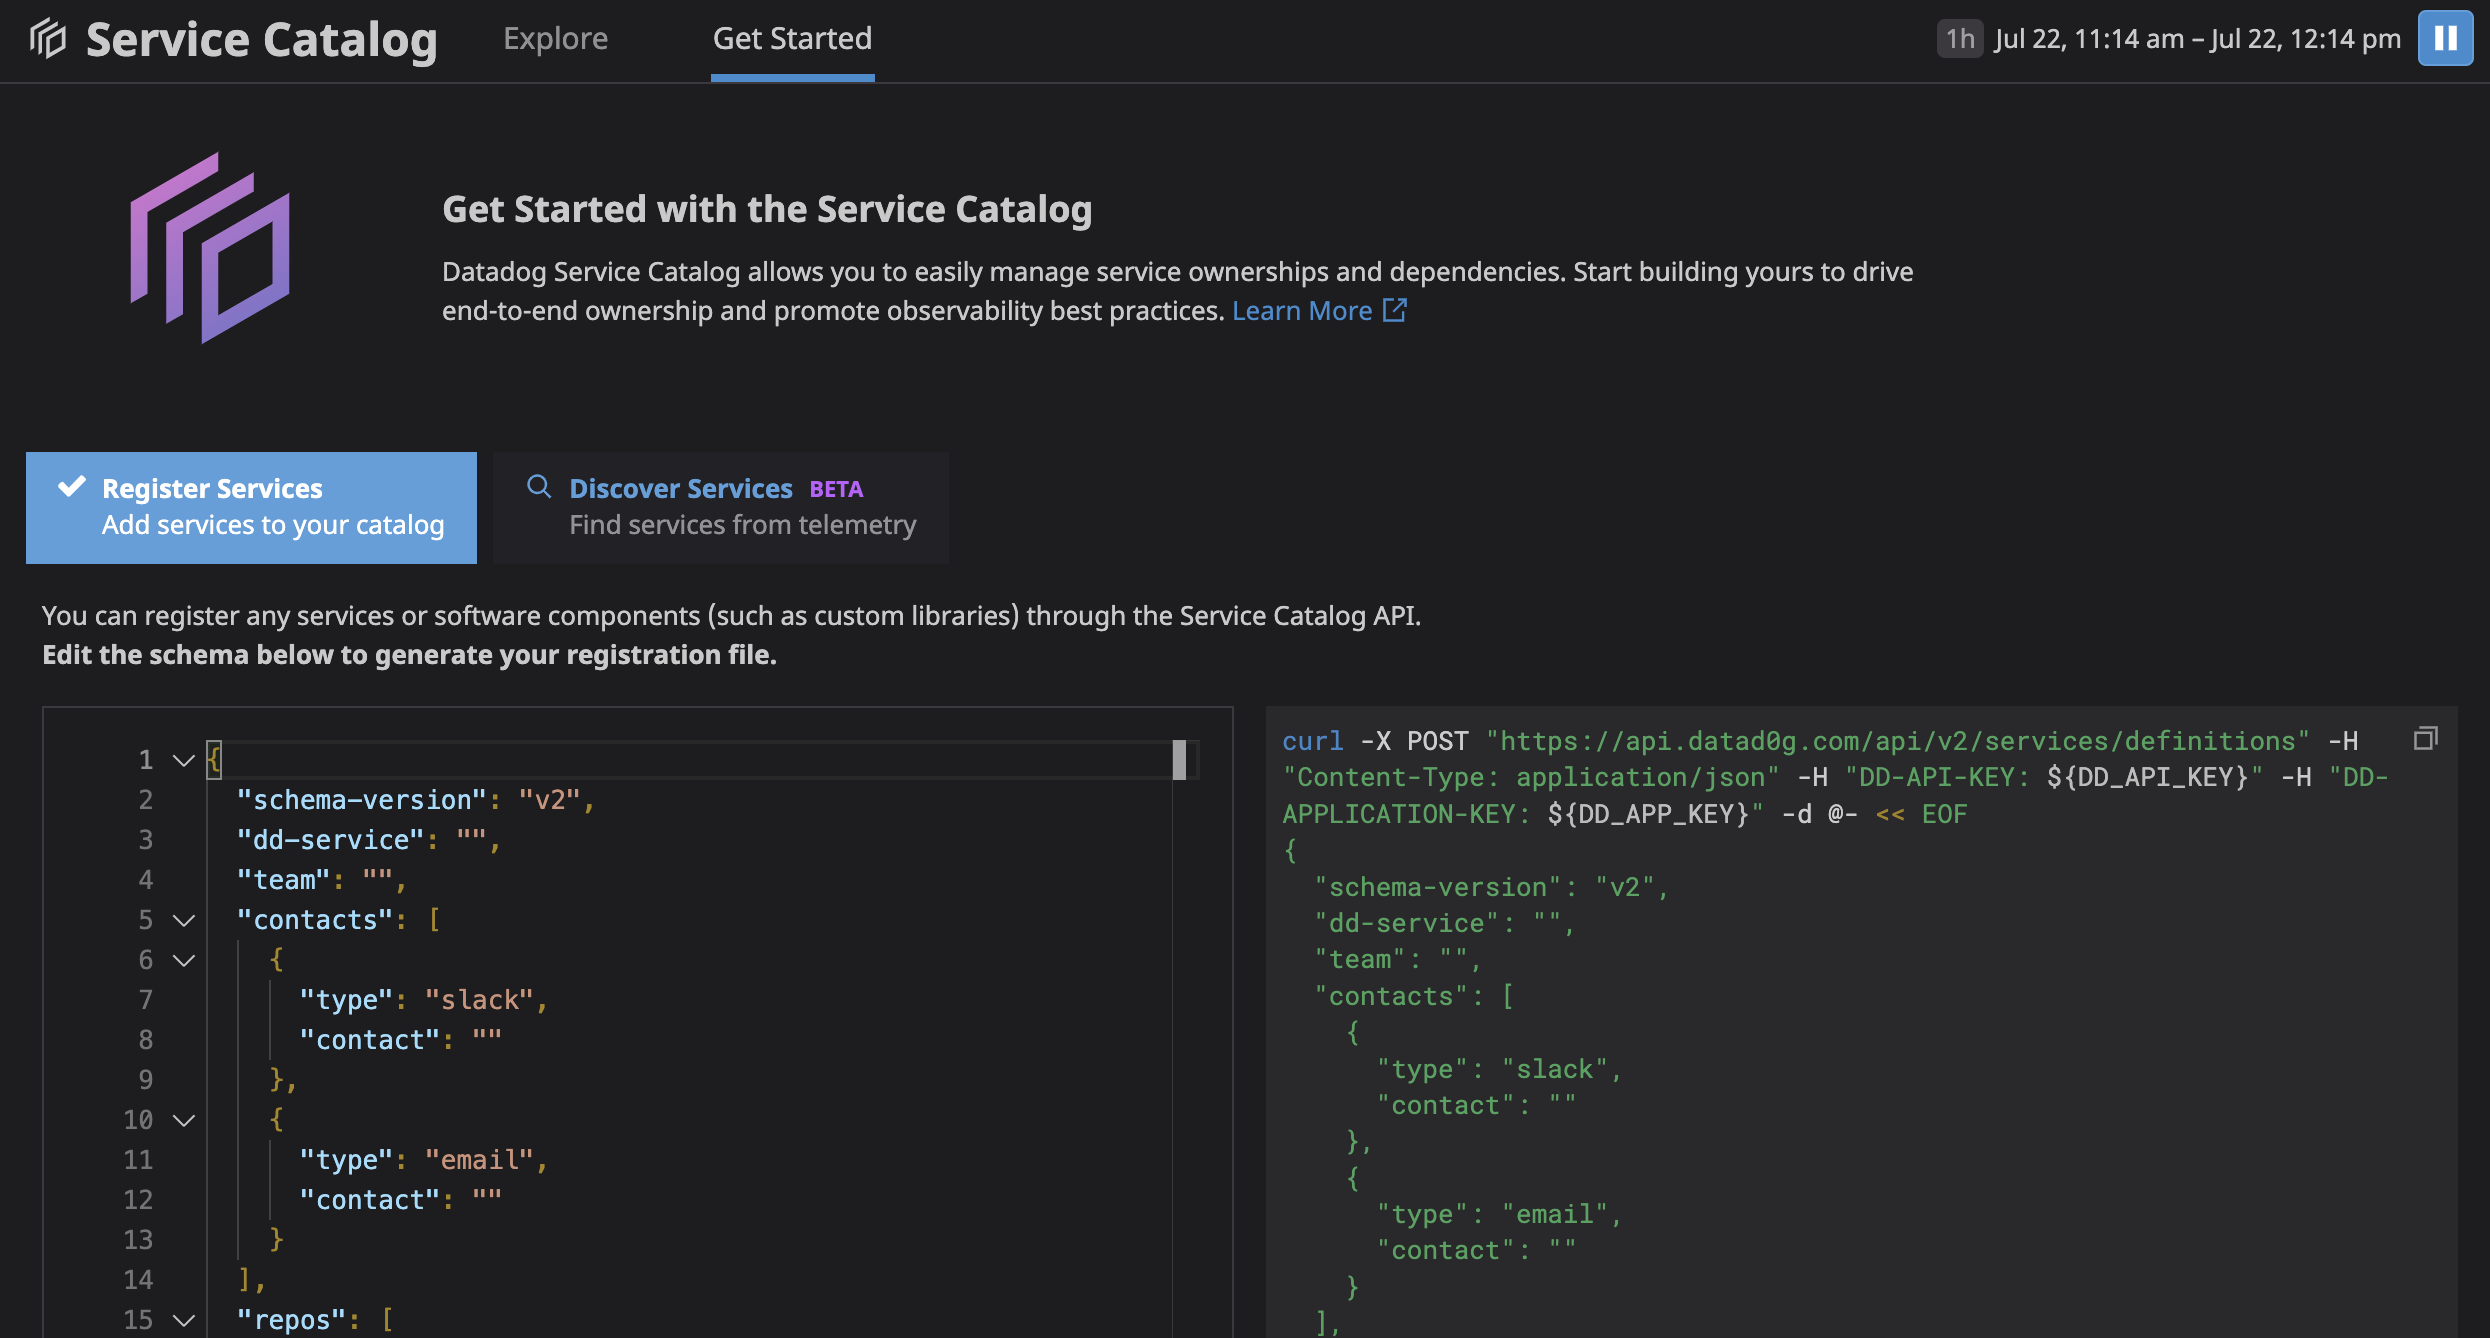 Service Catalog
Explore
Get Started
1h
Jul 22, 11:14 am – Jul 22, 12:14 pm
Get Started with the Service Catalog
Datadog Service Catalog allows you to easily manage service ownerships and dependencies. Start building yours to drive
end-to-end ownership and promote observability best practices. Learn More
Register Services
Add services to your catalog
Discover Services BETA
Find services from telemetry
You can register any services or software components (such as custom libraries) through the Service Catalog API.
Edit the schema below to generate your registration file.
1 {
2 "schema-version": "v2",
3 "dd-service": "",
4 "team": "",
5 "contacts": [
6 {
7 "type": "slack",
8 "contact": ""
9 },
10 {
11 "type": "email",
12 "contact": ""
13 }
14 ],
15 "repos": [
curl -X POST "https://api.datad0g.com/api/v2/services/definitions" -H
"Content-Type: application/json" -H "DD-API-KEY: ${DD_API_KEY}" -H "DD-
APPLICATION-KEY: ${DD_APP_KEY}" -d @- << EOF
{
"schema-version": "v2",
"dd-service": "",
"team": "",
"contacts": [
{
"type": "slack",
"contact": ""
},
{
"type": "email",
"contact": ""
}
],